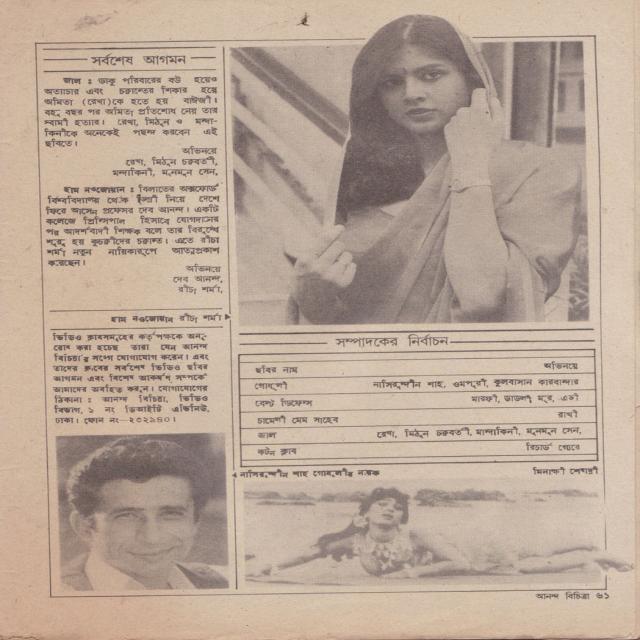 সর্বশেষ আগমন
জাল : ডাকু পরিবারের বউ হয়েও
অত্যাচার এবং চক্রান্তের শিকার হয়ে
অমিতা (রেখা)কে হতে হয় বাঈজী।
বহু বছর পর অমিতা প্রতিশোধ নেয় তার
স্বামী হত্যার। রেখা, মিঠুন ও মন্দা-
কিনীকে অনেকেই পছন্দ করবেন এই
ছবিতে।
অভিনয়ে
রেখা, মিঠুন চক্রবর্তী,
মন্দাকিনী, মুনমুন সেন,
হাম নওজোয়ান : বিলাতের অক্সফোর্ড
বিশ্ববিদ্যালয় থেকে ডিগ্রী নিয়ে দেশে
ফিরে আসেন প্রফেসর দেব আনন্দ। একটি
কলেজে প্রিন্সিপাল হিসাবে যোগদানের
পর আদর্শবাদী শিক্ষক বলে তার বিরুদ্ধে
শুরু হয় কুচক্রীদের চক্রান্ত। এতে রীচা
শর্মা নতুন নায়িকারূপে আত্মপ্রকাশ
করেছেন।
অভিনয়ে
দেব আনন্দ,
রীচা শর্মা,
হাম নওজোয়ান রীচা শর্মা
ভিডিও ক্লাবসমূহের কর্তৃপক্ষকে অনু-
রোধ করা হচ্ছে তারা যেন আনন্দ
বিচিত্রার সংগে যোগাযোগ করেন। এবং
তাদের ক্লাবের সর্বশেষ ভিডিও ছবির
আগমন এবং বিশেষ আকর্ষণ সম্পর্কে
আমাদের অবহিত করুন। যোগাযোগের
ঠিকানা : আনন্দ বিচিত্রা, ভিডিও
বিভাগ, ১ নং ডিআইটি এভিনিউ,
ঢাকা। ফোন নং—২৩২৯৪০।
সম্পাদকের নির্বাচন
ছবির নাম অভিনয়ে
গোধূলী নাসিরুদ্দীন শাহ, ওমপুরী, কুলবাসান কারবান্দার
বেস্ট ডিফেন্স মারফী, ডাডলী মুর, এডী
চামেলী মেম সাহেব রাখী
জাল রেখা, মিঠুন চক্রবর্তী, মান্দাকিনী, মুনমুন সেন,
কটন ক্লাব রিচার্ড গেরে
নাসিরুদ্দীন শাহ গোধূলীর নায়ক
মিনাক্ষী শেশাদ্রী
আনন্দ বিচিত্রা ৬১